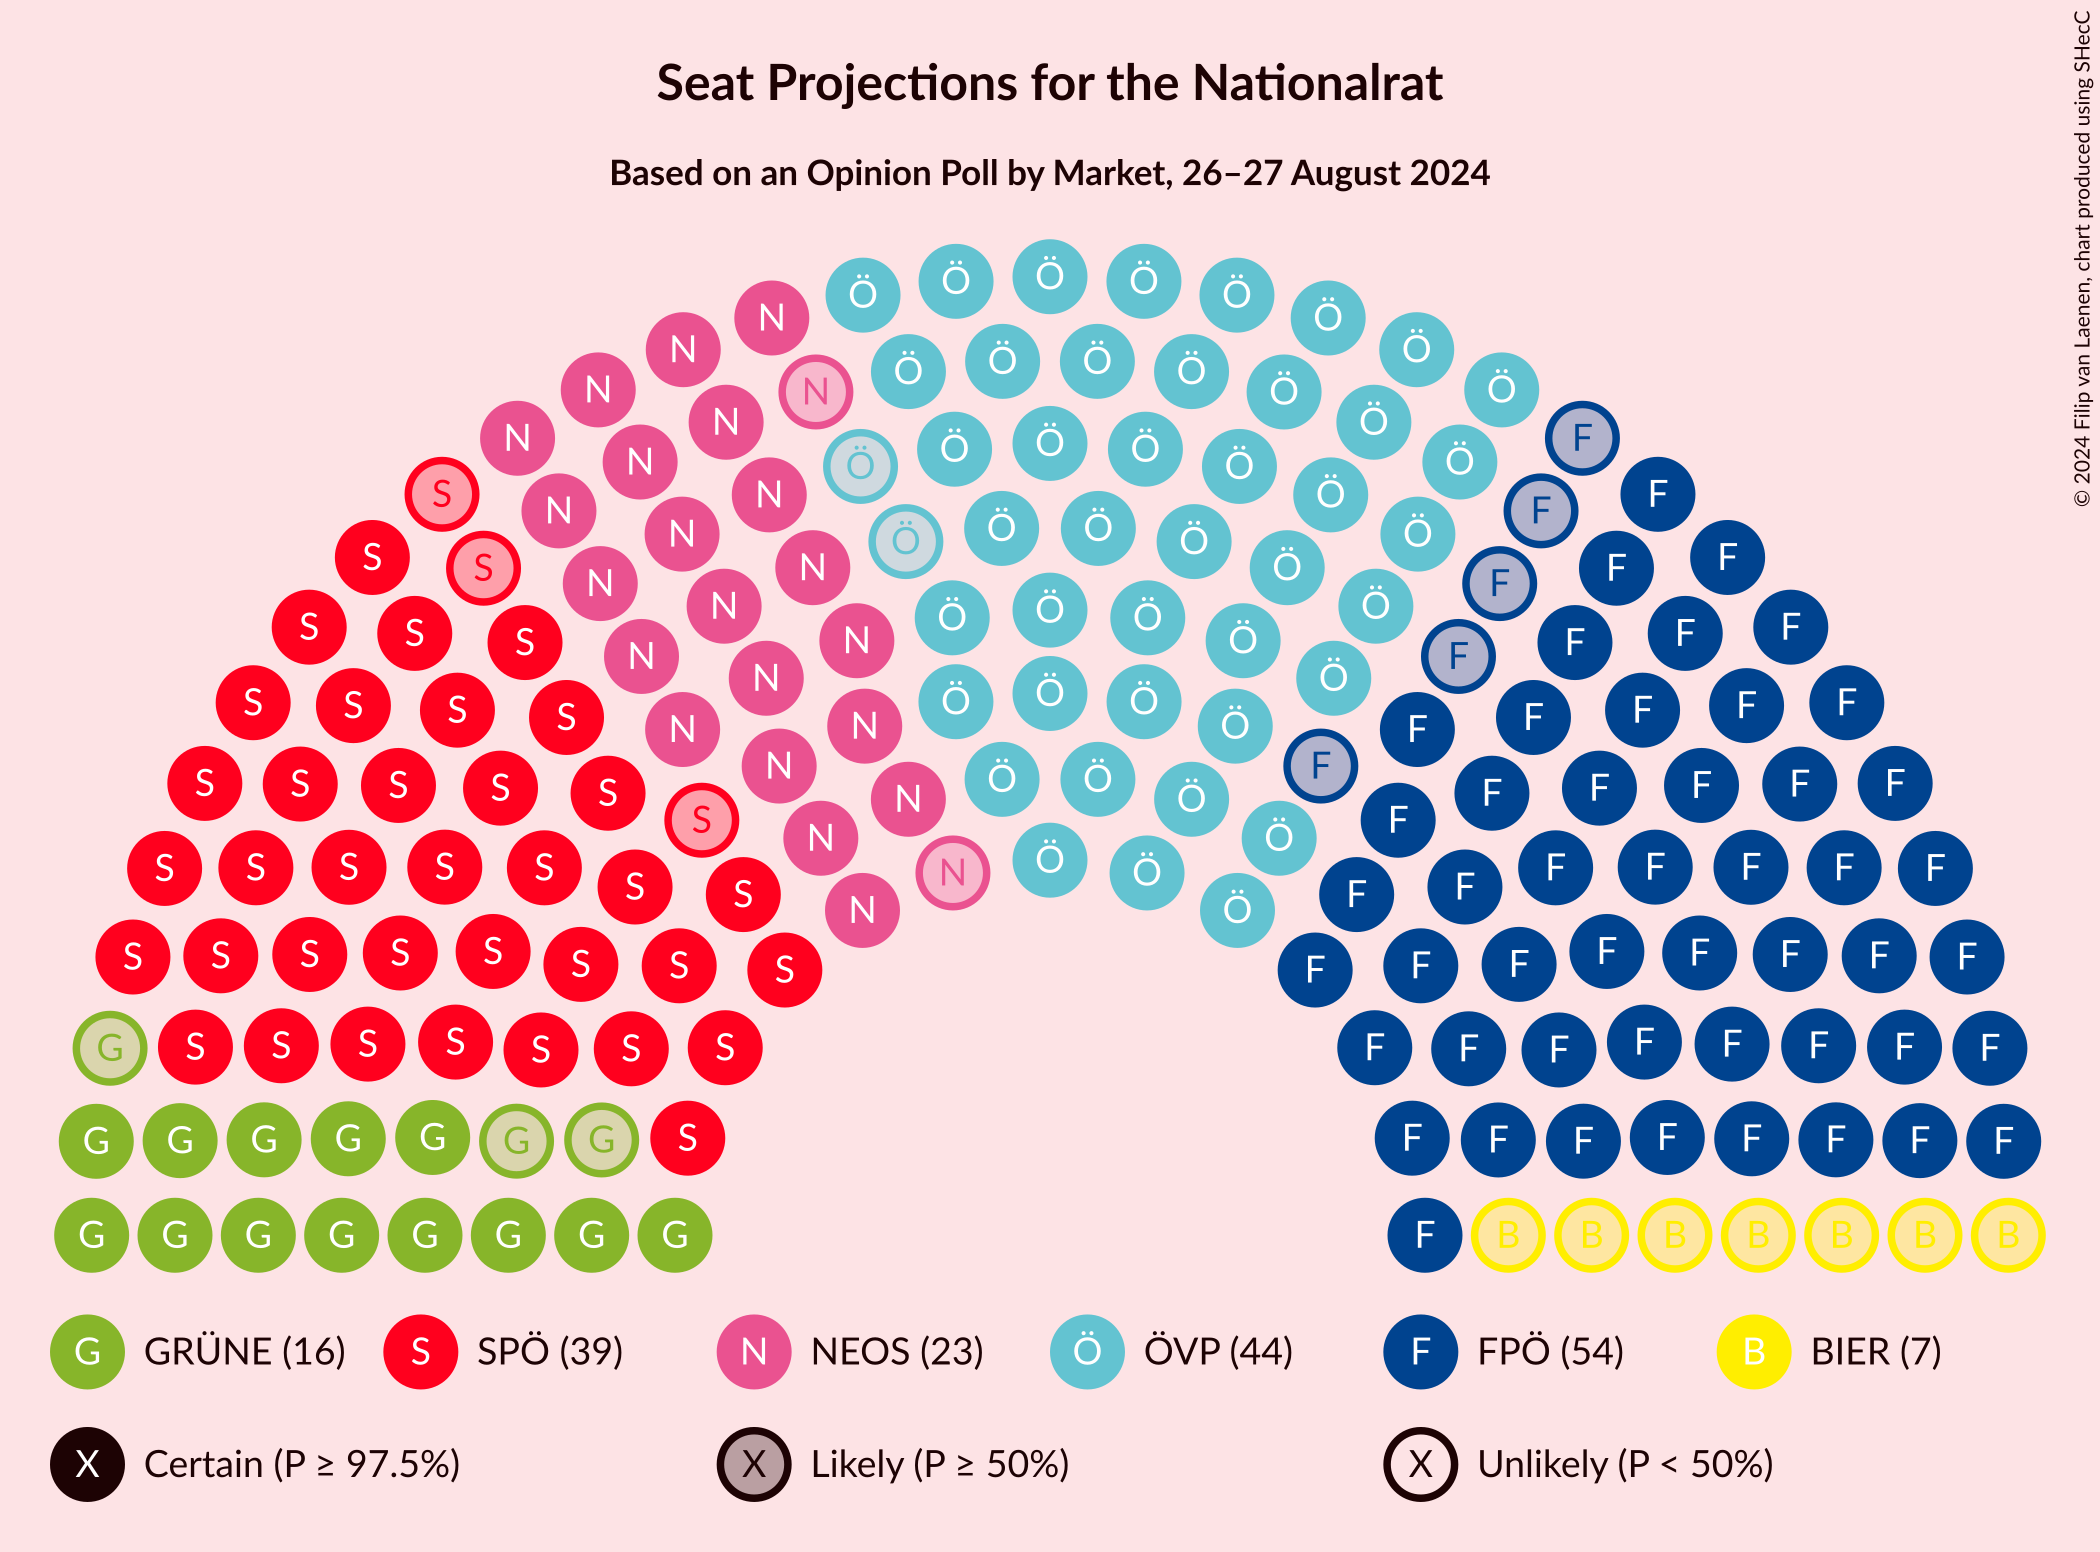 Seat Projections for the Nationalrat
Based on an Opinion Poll by Market, 26–27 August 2024
© 2024 Filip van Laenen, chart produced using SHecC
Ö Ö Ö Ö Ö
N Ö
N Ö
Ö Ö Ö Ö
N N Ö Ö
N Ö
N F
Ö Ö
N Ö Ö N Ö
S N Ö F
N F
Ö Ö
N Ö Ö N Ö
S N Ö F
S F
N F
Ö
S N Ö Ö N Ö F
S S N F F
S F
N F
N Ö
S S F F
S F
Ö
S S Ö Ö F F
S N Ö F
N F
N F
N Ö
S S S S S F F F F F
N Ö Ö Ö N
S F
N Ö
Ö
S S S S S F F F F F
N Ö Ö
S F
S F
N Ö
S S S S S F F F F F
S S F F
S F
G S S S S S S S F F F F F F F F
G G G G G G G S F F F F F F F F
G G G G G G G G F B B B B B B B
G GRÜNE (16) S SPÖ (39) N NEOS (23) Ö ÖVP (44) F FPÖ (54) B BIER (7)
X Certain (P ≥ 97.5%) X Likely (P ≥ 50%) X Unlikely (P < 50%)